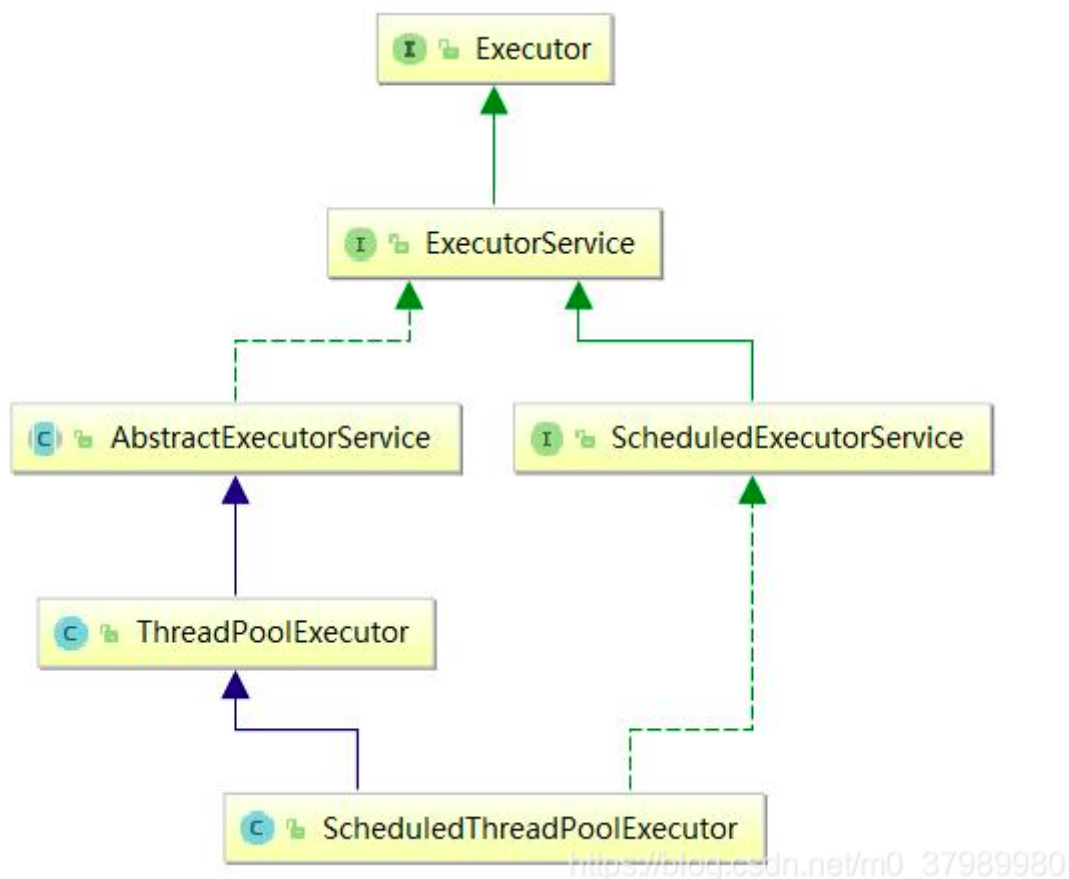 I Executor
I ExecutorService
C AbstractExecutorService
I ScheduledExecutorService
C ThreadPoolExecutor
C ScheduledThreadPoolExecutor
https://blog.csdn.net/m0_37989980